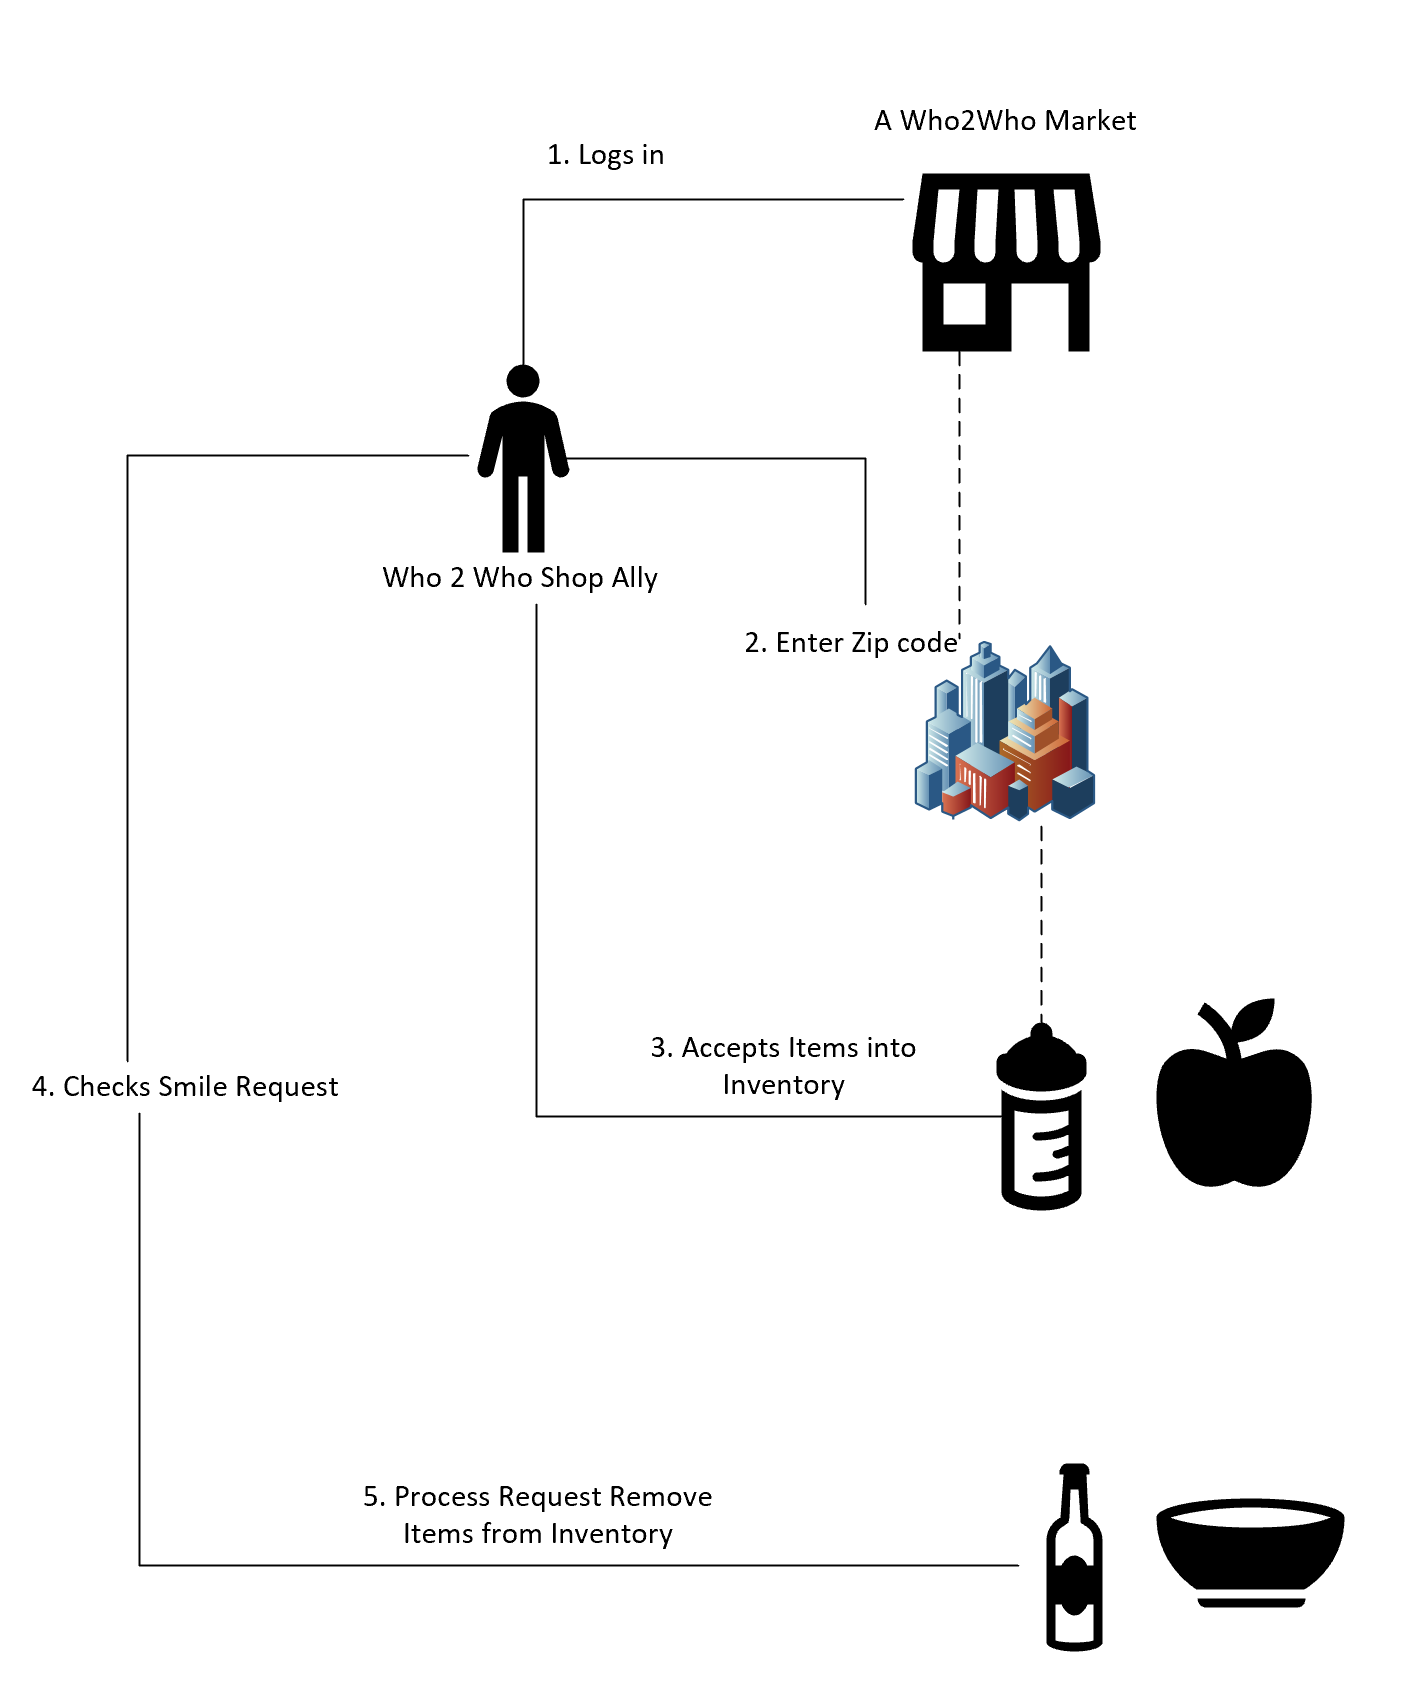 A Who2Who Market
1. Logs in
Who 2 Who Shop Ally
2. Enter Zip code
3. Accepts Items into
Inventory
4. Checks Smile Request
5. Process Request Remove
Items from Inventory